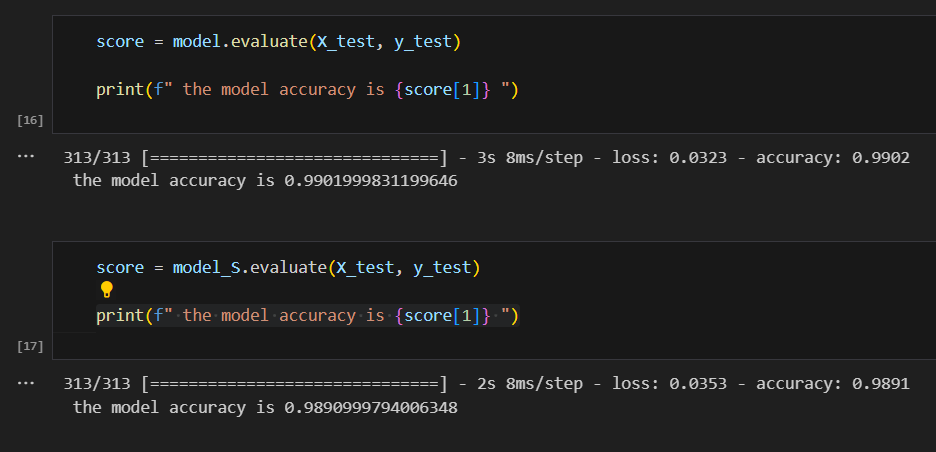 score = model.evaluate(X_test, y_test)
print(f" the model accuracy is {score[1]} ")
[16]
... 313/313 [==============================] - 3s 8ms/step - loss: 0.0323 - accuracy: 0.9902
the model accuracy is 0.9901999831199646
score = model_S.evaluate(X_test, y_test)
print(f" the model accuracy is {score[1]} ")
[17]
... 313/313 [==============================] - 2s 8ms/step - loss: 0.0353 - accuracy: 0.9891
the model accuracy is 0.9890999794006348